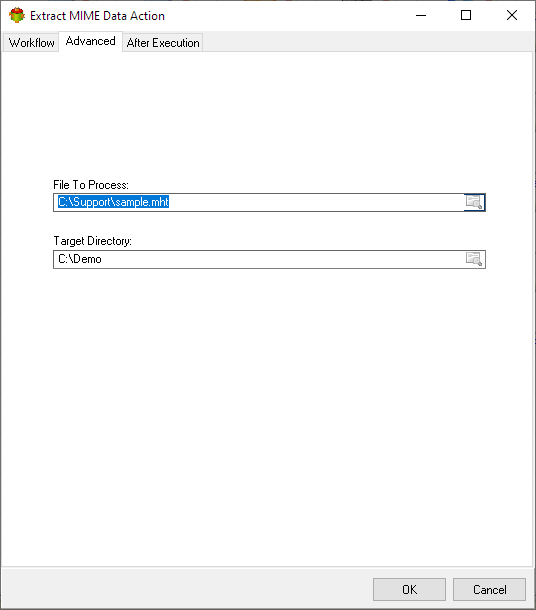 Extract MIME Data Action
Workflow Advanced After Execution
File To Process:
C:\Support\sample.mht
Target Directory:
C:\Demo
OK Cancel